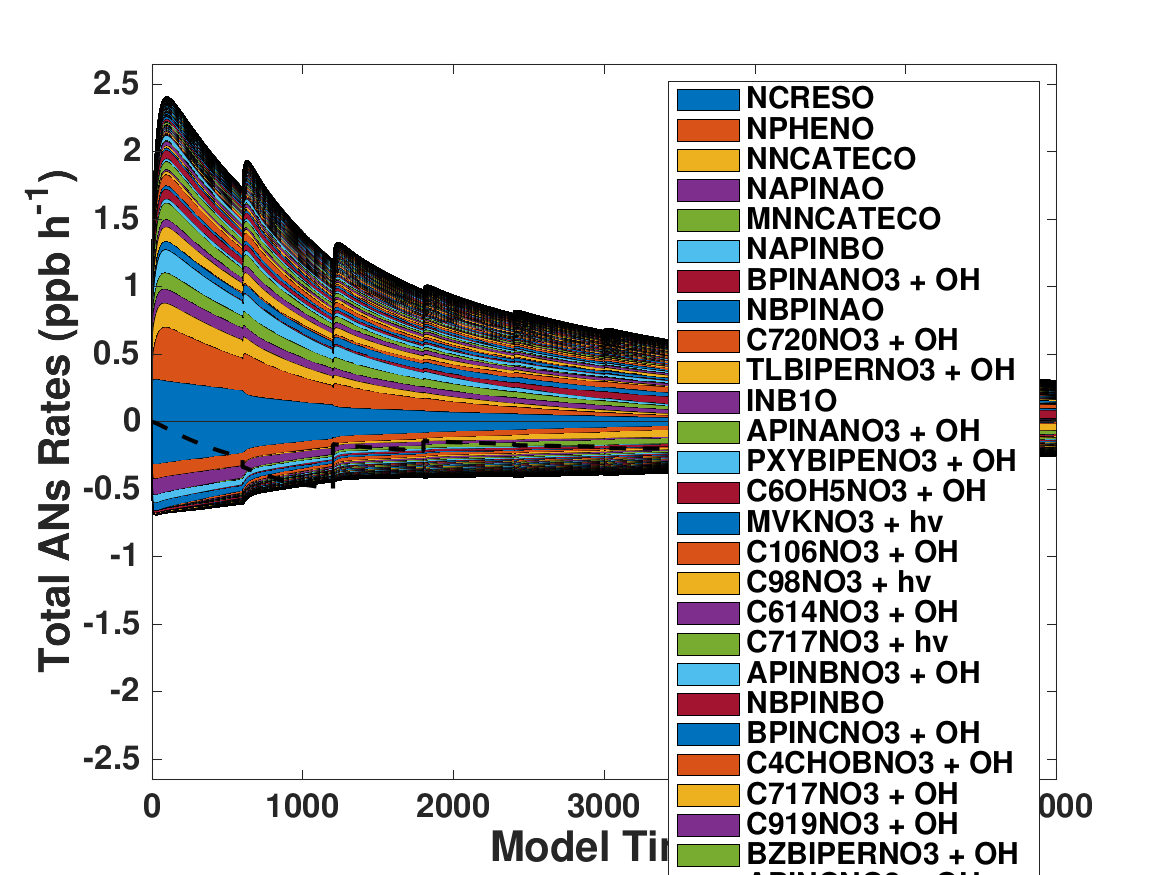 Total ANs Rates (ppb h-1)
2.5
2
1.5
1
0.5
0
-0.5
-1
-1.5
-2
-2.5
0
1000
2000
3000
000
Model Tir
NCRESO
NPHENO
NNCATECO
NAPINAO
MNNCATECO
NAPINBO
BPINANO3 + OH
NBPINAO
C720NO3 + OH
TLBIPERNO3 + OH
INB1O
APINANO3 + OH
PXYBIPENO3 + OH
C6OH5NO3 + OH
MVKNO3 + hv
C106NO3 + OH
C98NO3 + hv
C614NO3 + OH
C717NO3 + hv
APINBNO3 + OH
NBPINBO
BPINCNO3 + OH
C4CHOBNO3 + OH
C717NO3 + OH
C919NO3 + OH
BZBIPERNO3 + OH